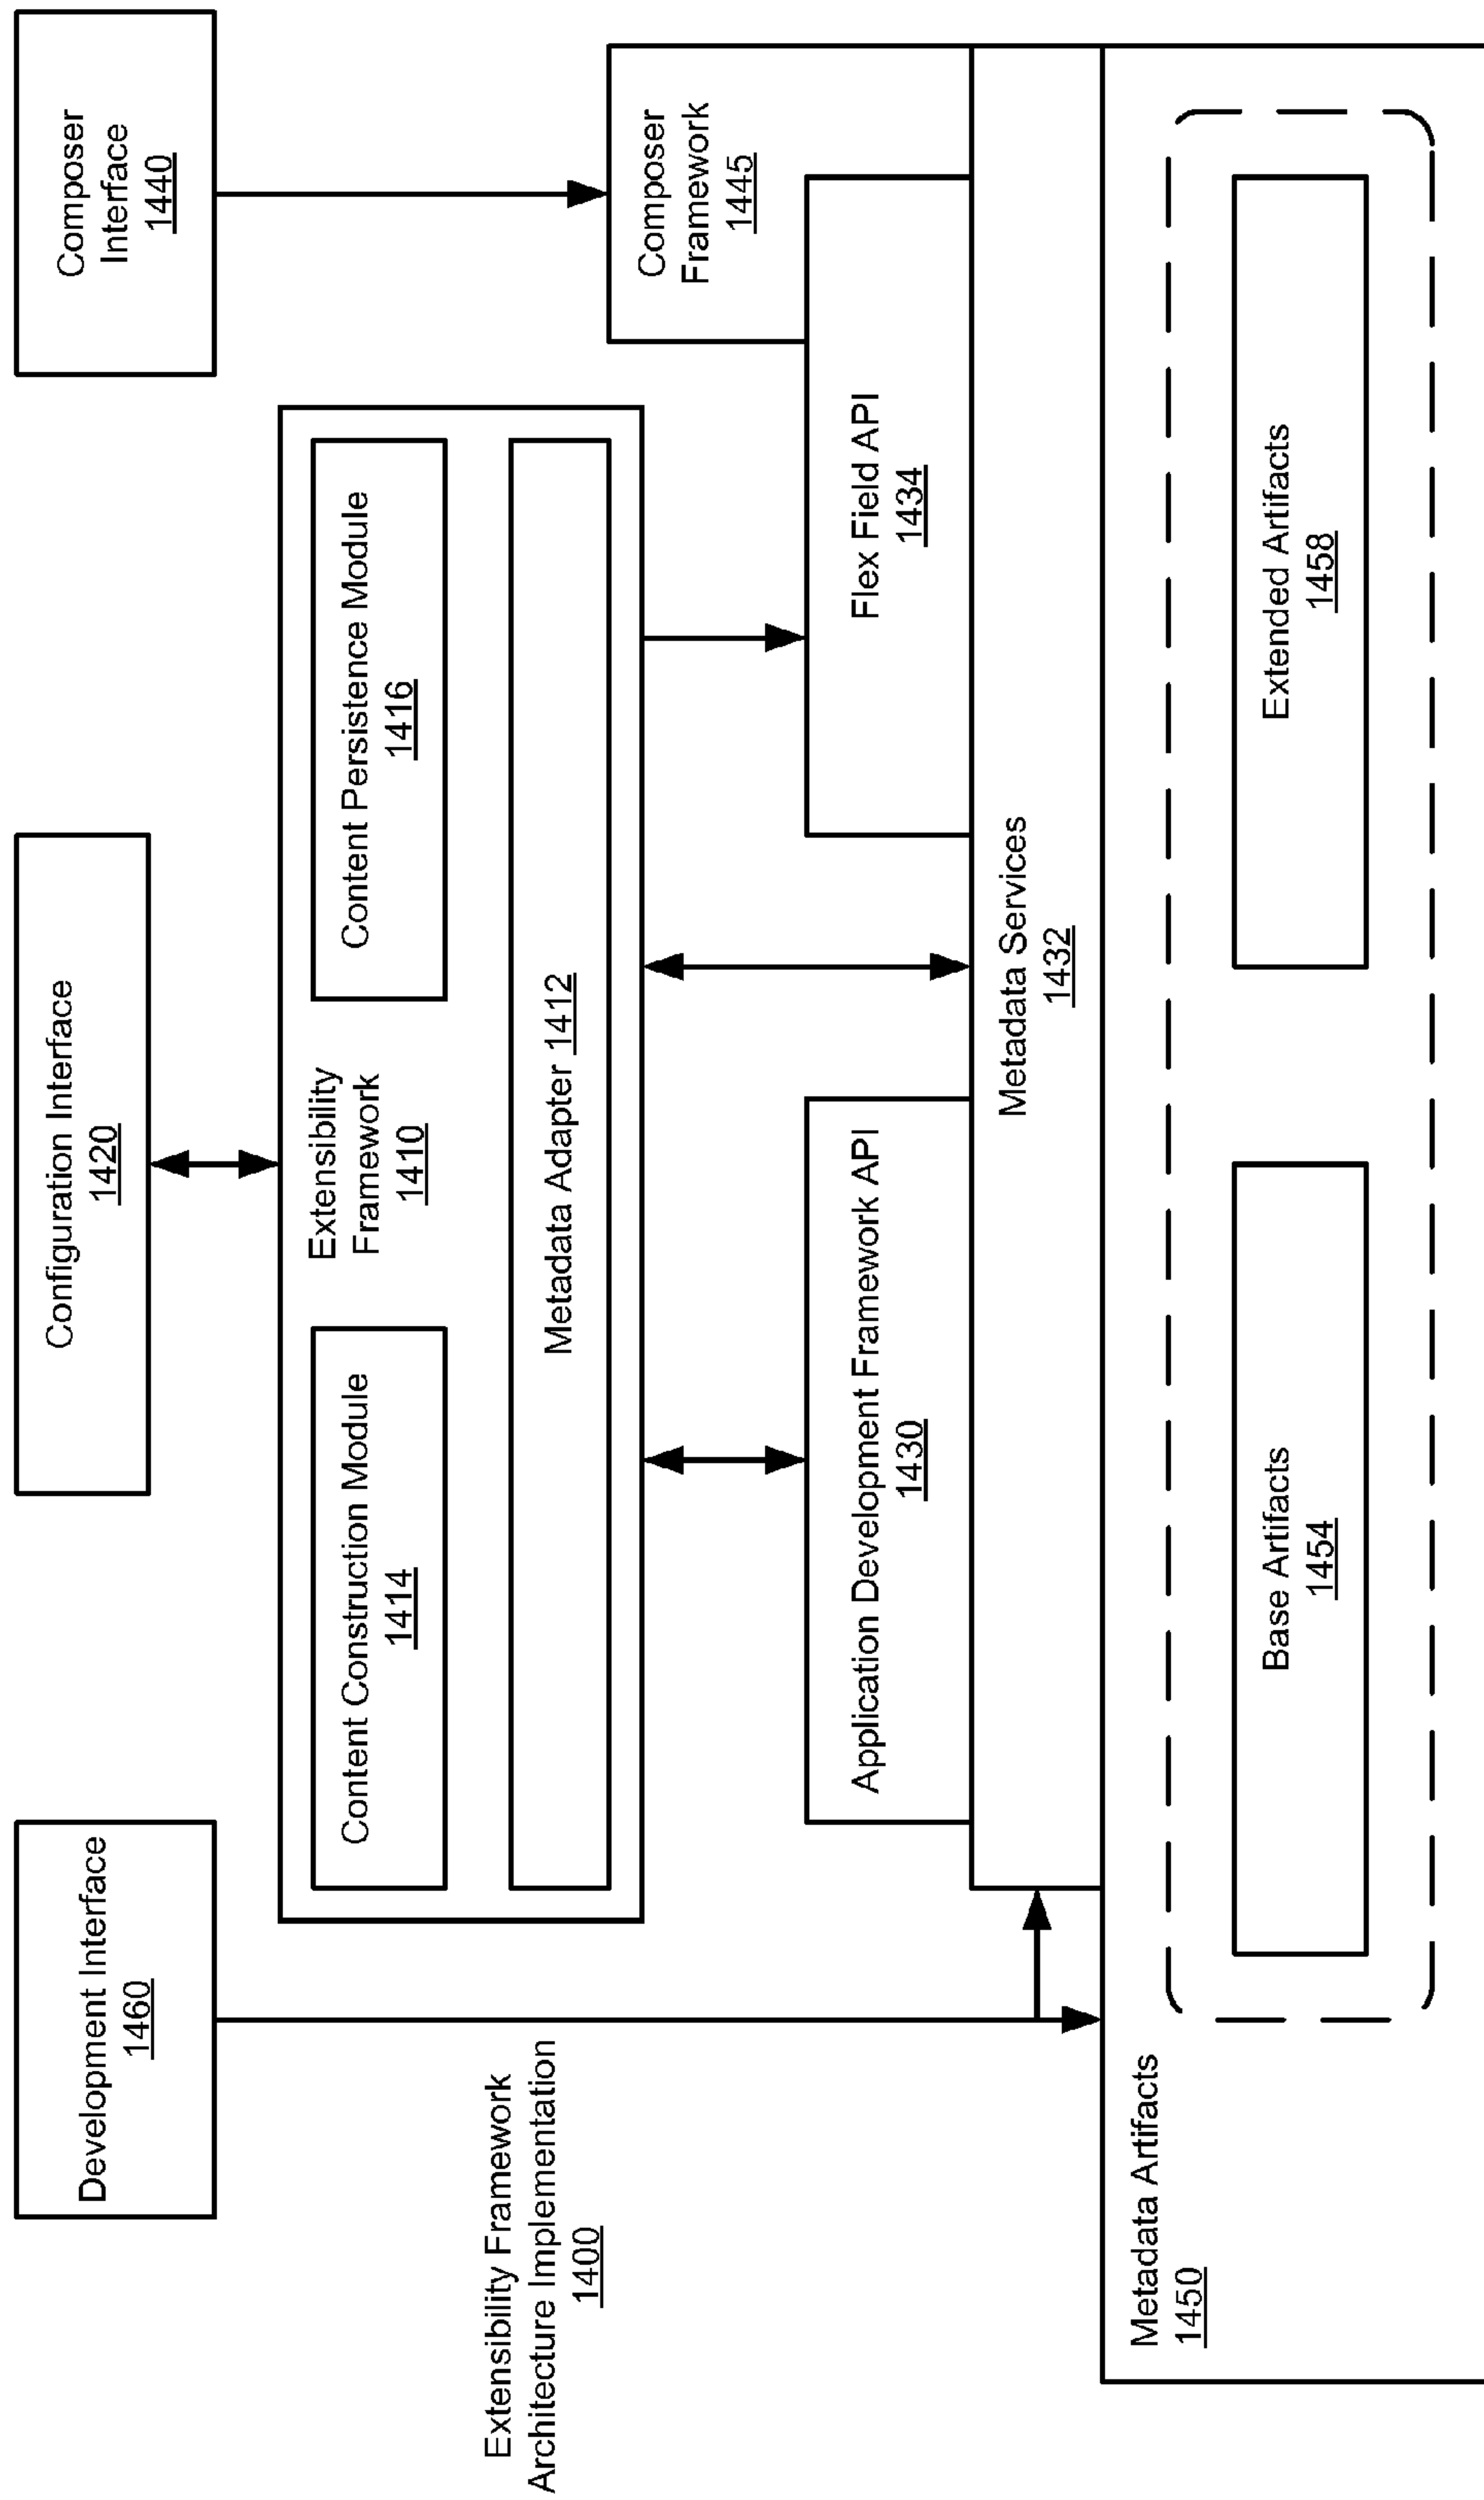 Development Interface
1460
Configuration Interface
1420
Composer
Interface
1440
Content Construction Module
1414
Extensibility
Framework
1410
Content Persistence Module
1416
Metadata Adapter 1412
Extensibility Framework
Architecture Implementation
1400
Composer
Framework
1445
Application Development Framework API
1430
Flex Field API
1434
Metadata Services
1432
Metadata Artifacts
1450
Base Artifacts
1454
Extended Artifacts
1458